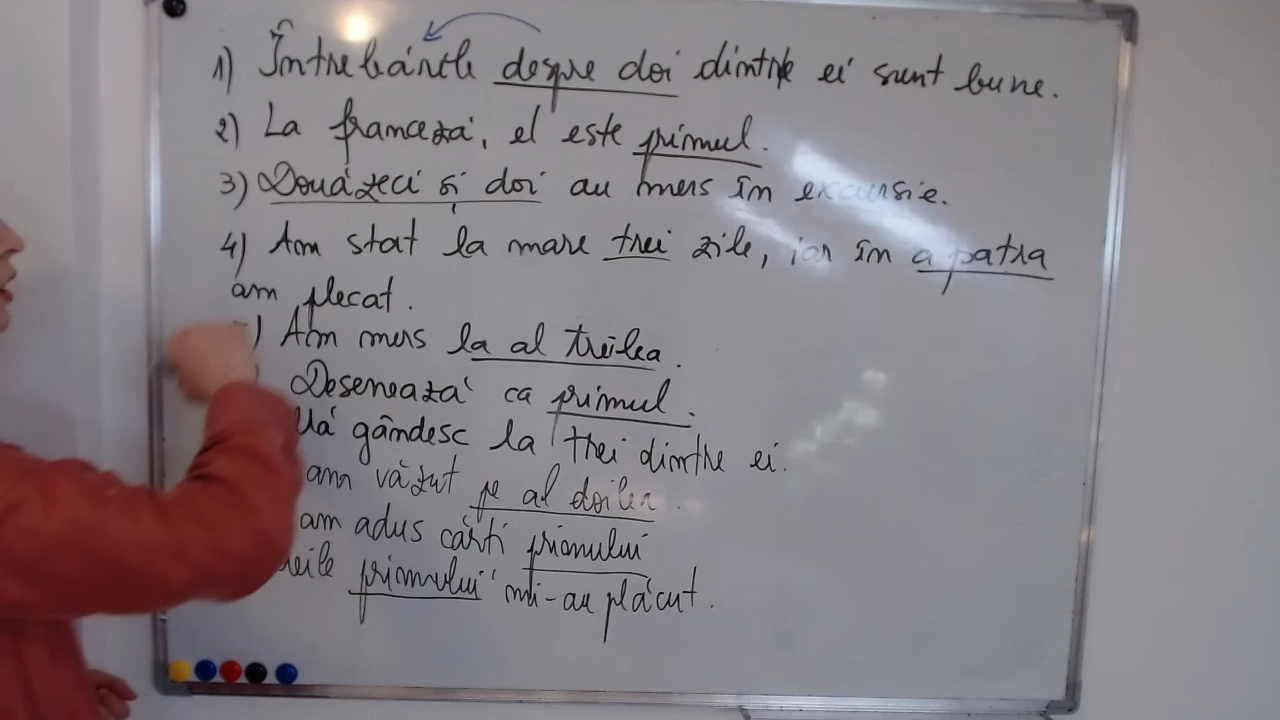 1) Întrebările despre doi dintre ei sunt bune.
2) La franceză, el este primul.
3) Douăzeci și doi au mers în excursie.
4) Am stat la mare trei zile, iar în a patra
am plecat.
) Am mers la al treilea.
Desenează ca primul.
Mă gândesc la trei dintre ei.
am văzut pe al doilea.
am adus cărți primului
primului mi-au plăcut.